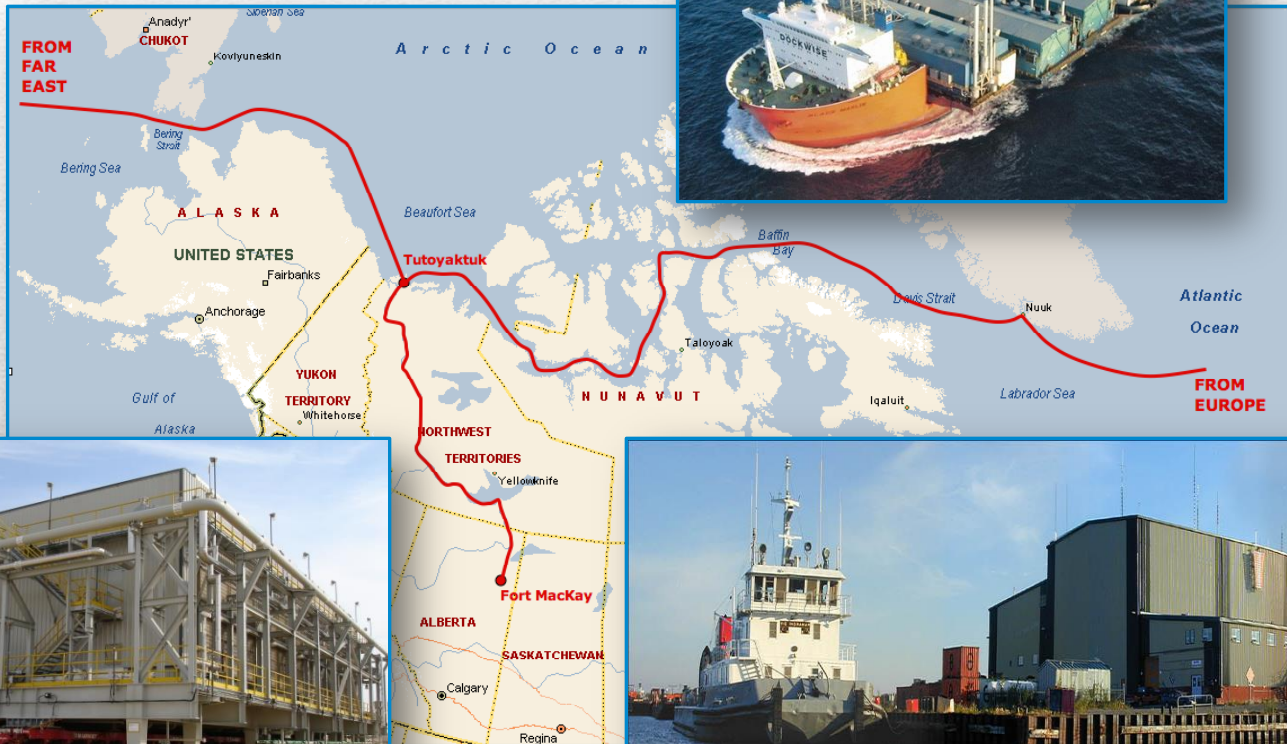 Siberian Sea
Anadyr'
CHUKOT
Kovlyuneskin
Arctic Ocean
FROM
FAR
EAST
DOCKWISE
Bering
Strait
Bering Sea
ALASKA
Beaufort Sea
UNITED STATES
Fairbanks
Tutoyaktuk
Baffin
Bay
Davis Strait
Nuuk
Atlantic
Ocean
Anchorage
Taloyoak
YUKON
TERRITORY
Whitehorse
NUNAVUT
Iqaluit
Labrador Sea
FROM
EUROPE
Gulf of
Alaska
NORTHWEST
TERRITORIES
Yellowknife
Fort MacKay
ALBERTA
SASKATCHEWAN
Calgary
Regina